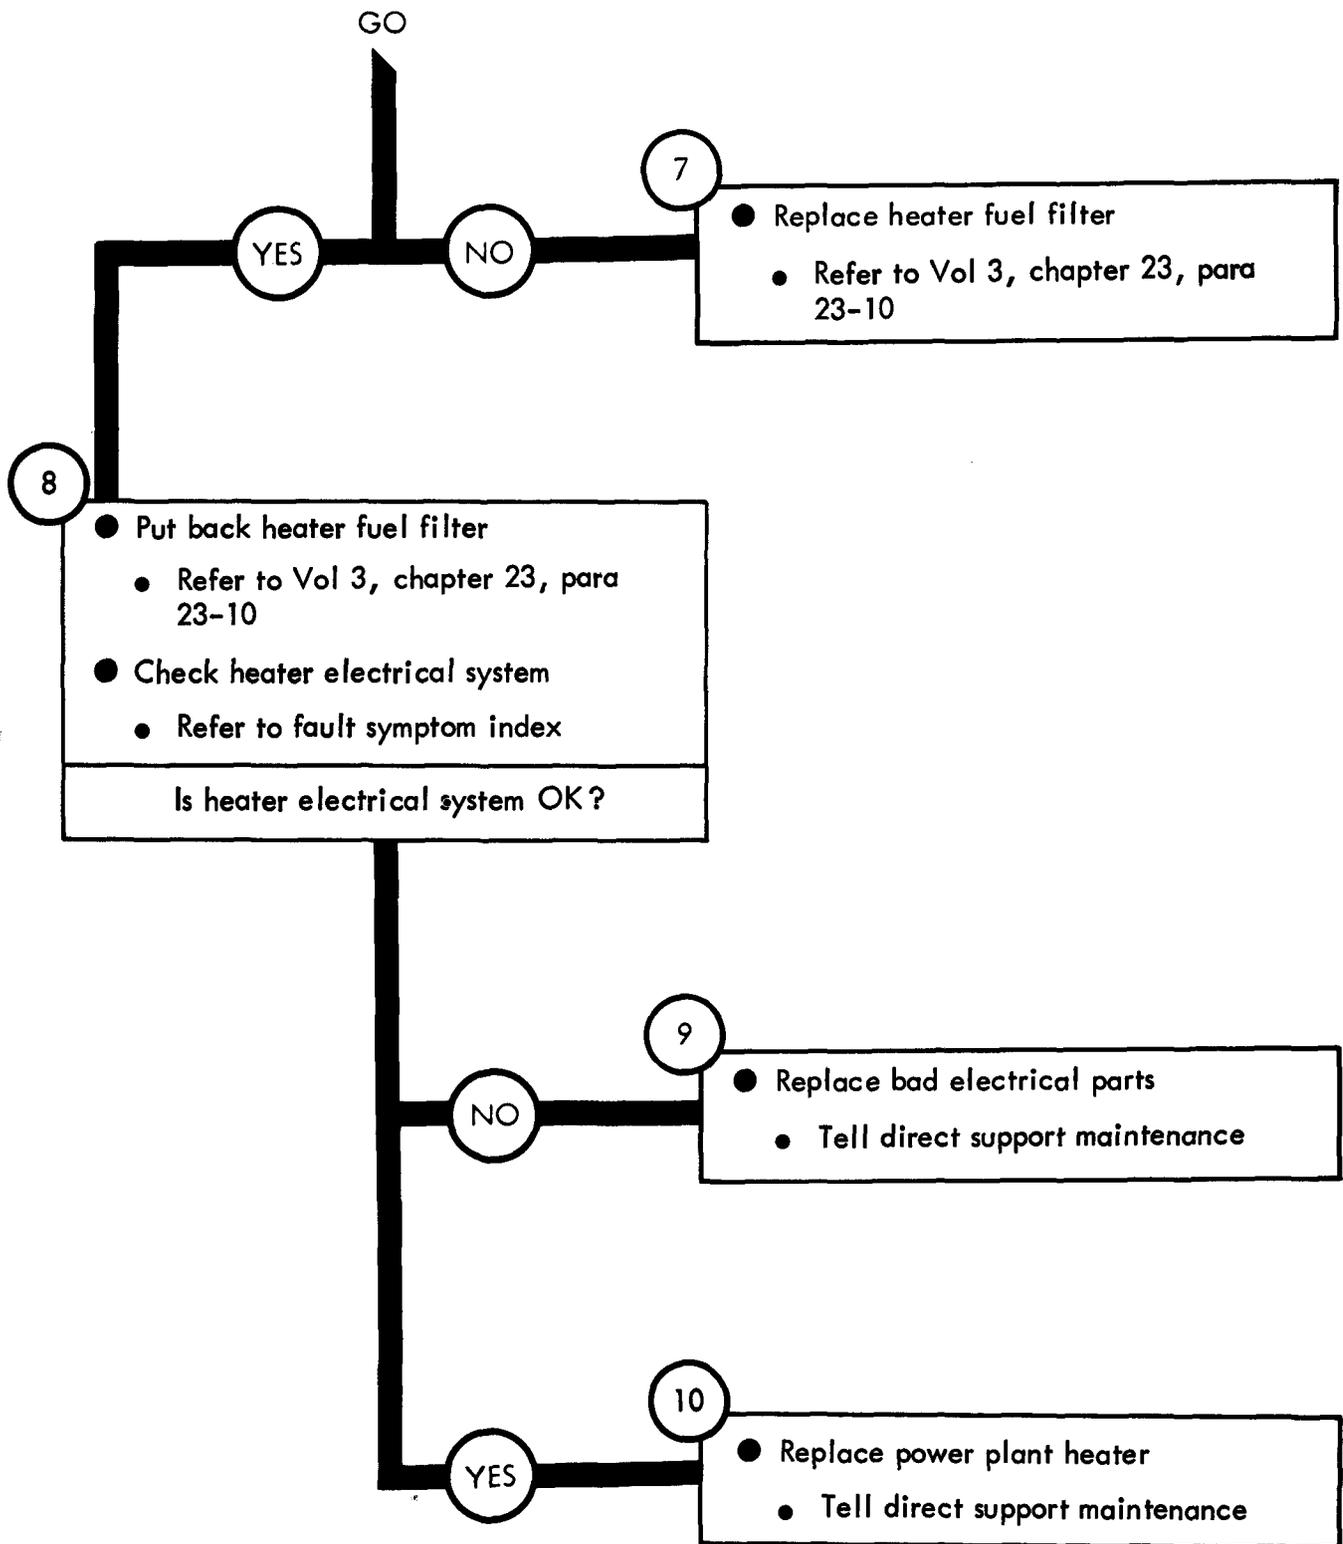 GO
7
● Replace heater fuel filter
● Refer to Vol 3, chapter 23, para
23-10
YES
NO
8
● Put back heater fuel filter
● Refer to Vol 3, chapter 23, para
23-10
● Check heater electrical system
● Refer to fault symptom index
Is heater electrical system OK?
9
● Replace bad electrical parts
● Tell direct support maintenance
NO
10
● Replace power plant heater
● Tell direct support maintenance
YES